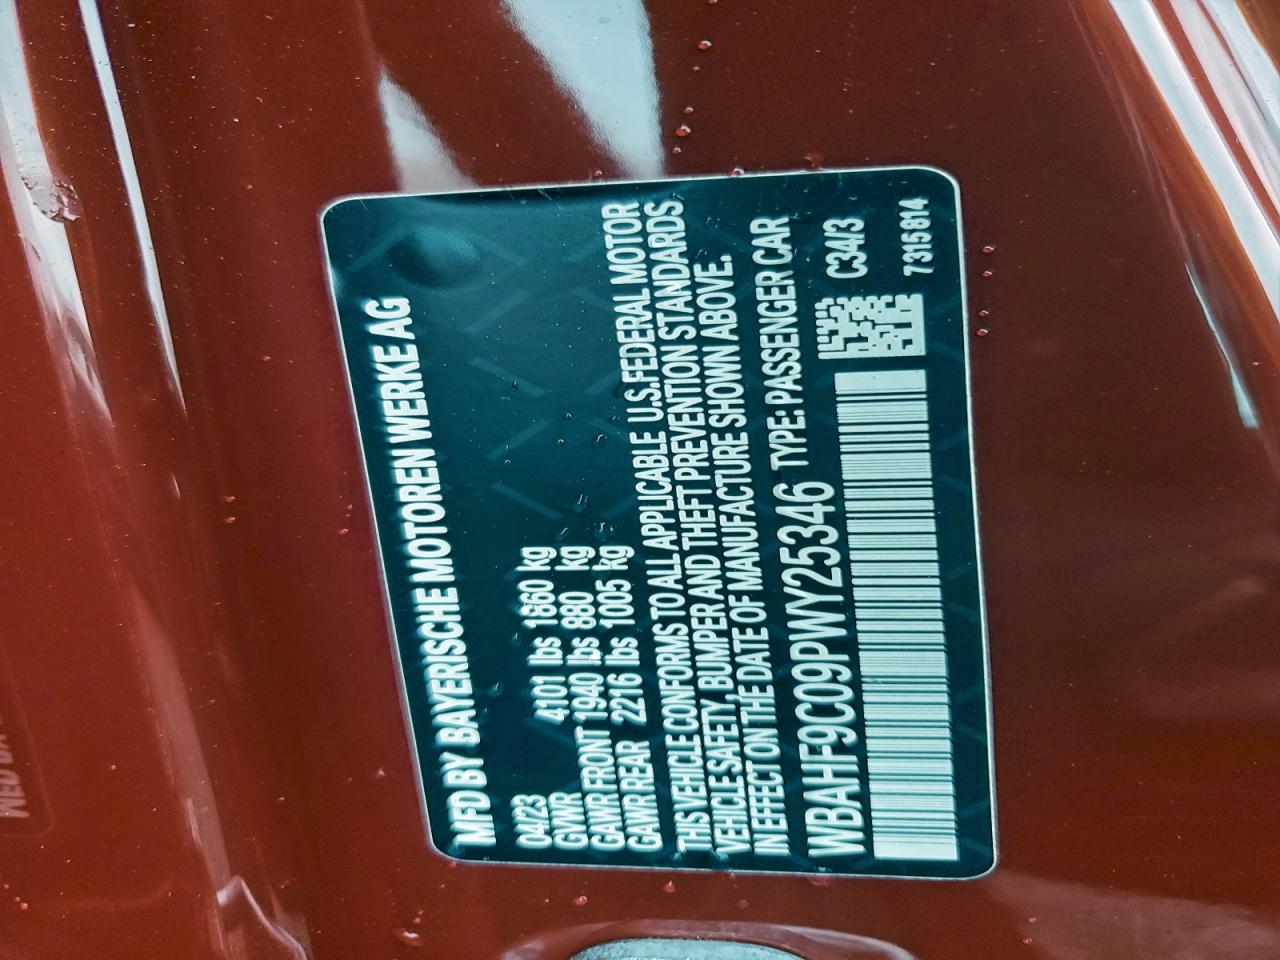 MFD BY BAYERISCHE MOTOREN WERKE AG
04/23
GVWR 4101 lbs 1860 kg
GAWR FRONT 1940 lbs 880 kg
GAWR REAR 2216 lbs 1005 kg
THIS VEHICLE CONFORMS TO ALL APPLICABLE U.S.FEDERAL MOTOR
VEHICLE SAFETY, BUMPER AND THEFT PREVENTION STANDARDS
IN EFFECT ON THE DATE OF MANUFACTURE SHOWN ABOVE.
WBAHF9C09PWY25346 TYPE: PASSENGER CAR
C34/3
7315814